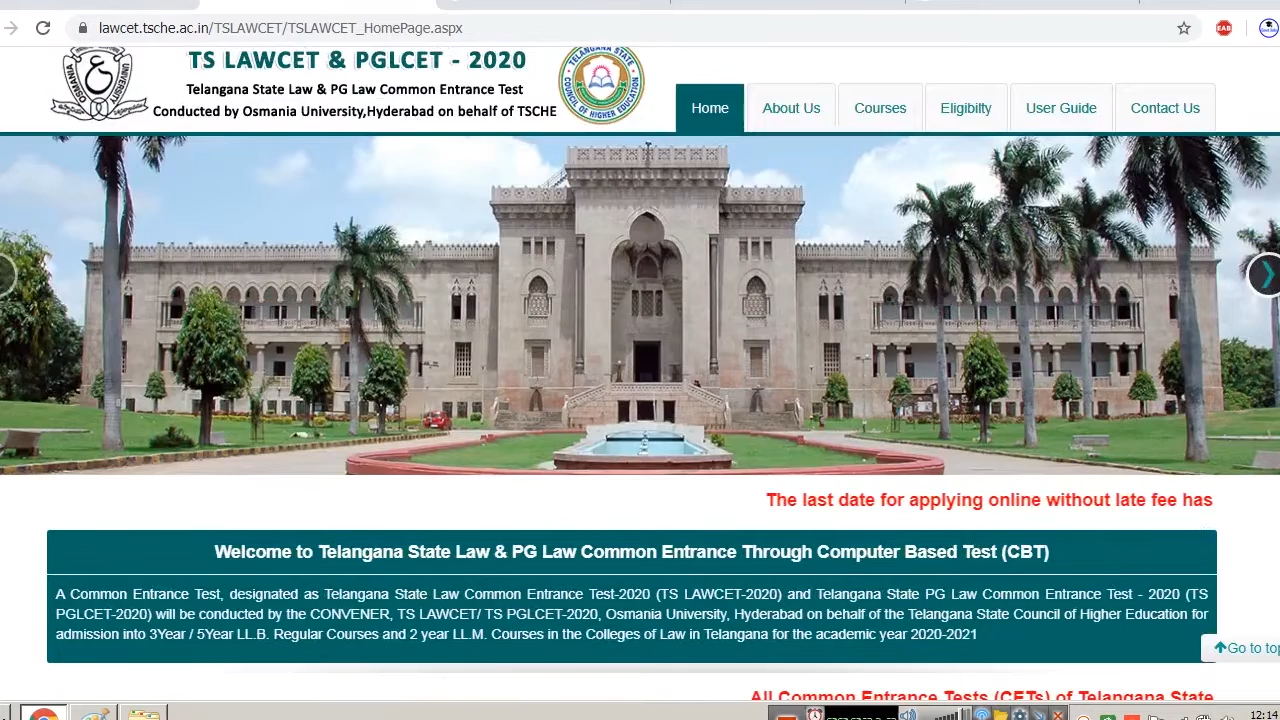 lawcet.tsche.ac.in/TSLAWCET/TSLAWCET_HomePage.aspx
EAB
TS LAWCET & PGLCET - 2020
Telangana State Law & PG Law Common Entrance Test
Conducted by Osmania University,Hyderabad on behalf of TSCHE
Home About Us Courses Eligibilty User Guide Contact Us
The last date for applying online without late fee has
Welcome to Telangana State Law & PG Law Common Entrance Through Computer Based Test (CBT)
A Common Entrance Test, designated as Telangana State Law Common Entrance Test-2020 (TS LAWCET-2020) and Telangana State PG Law Common Entrance Test - 2020 (TS
PGLCET-2020) will be conducted by the CONVENER, TS LAWCET/ TS PGLCET-2020, Osmania University, Hyderabad on behalf of the Telangana State Council of Higher Education for
admission into 3Year / 5Year LL.B. Regular Courses and 2 year LL.M. Courses in the Colleges of Law in Telangana for the academic year 2020-2021
Go to top
All Common Entrance Tests (CETs) of Telangana State
12:14